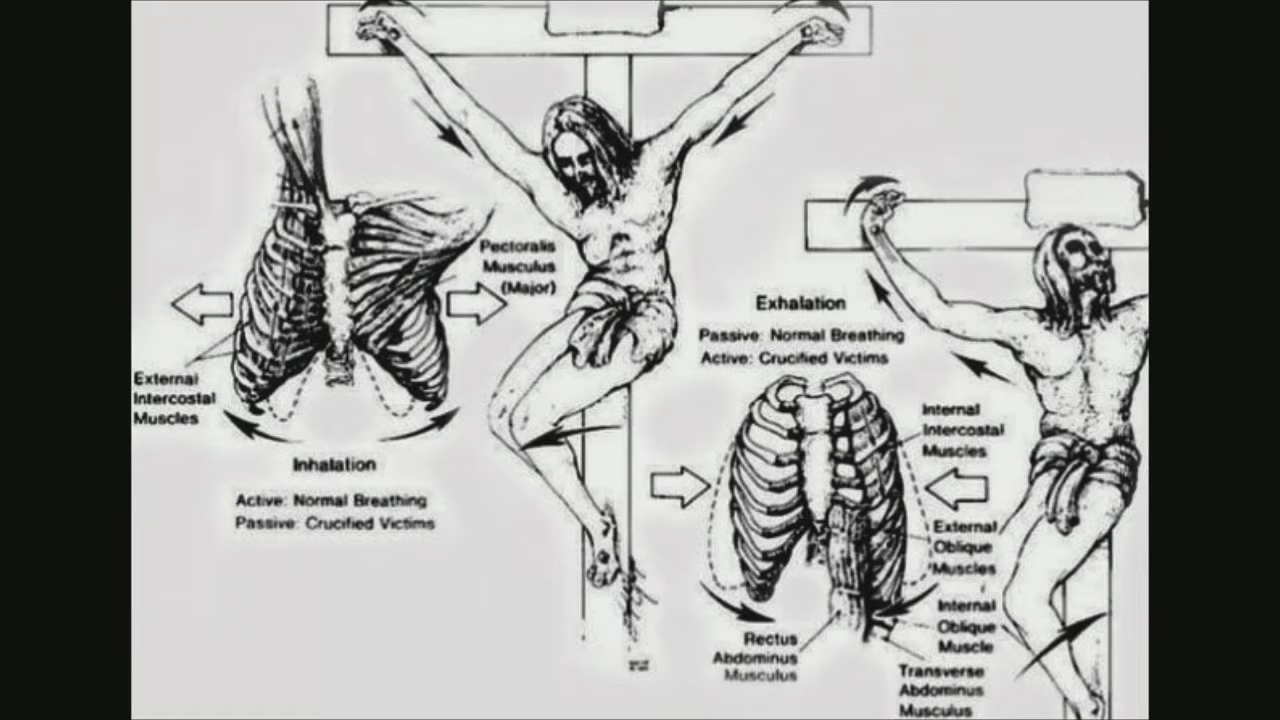 Pectoralis
Musculus
(Major)
External
Intercostal
Muscles
Inhalation
Active: Normal Breathing
Passive: Crucified Victims
Exhalation
Passive: Normal Breathing
Active: Crucified Victims
Internal
Intercostal
Muscles
External
Oblique
Muscles
Internal
Oblique
Muscle
Rectus
Abdominus
Musculus
Transverse
Abdominus
Musculus